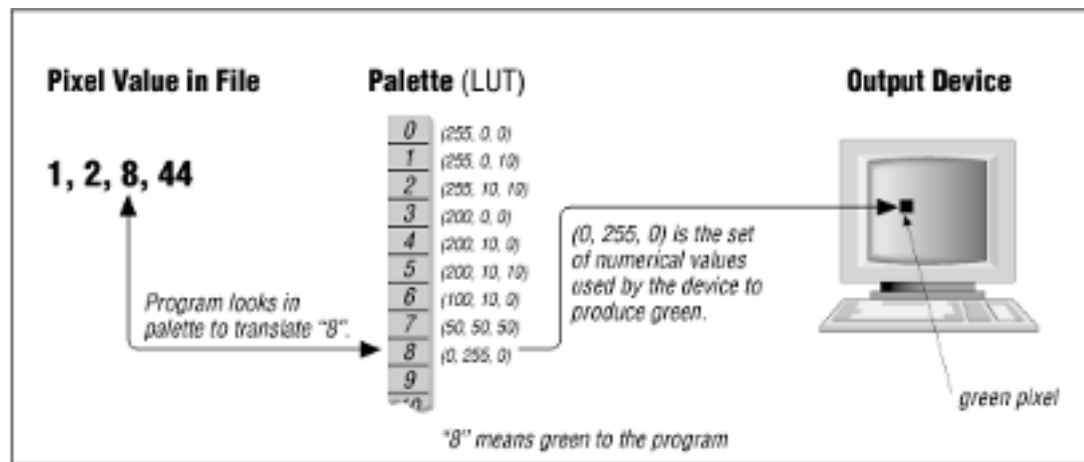 Pixel Value in File
Palette (LUT)
Output Device
1, 2, 8, 44
0 (255, 0, 0)
1 (255, 0, 10)
2 (255, 10, 10)
3 (200, 0, 0)
4 (200, 10, 0)
5 (200, 10, 10)
6 (100, 10, 0)
7 (50, 50, 50)
8 (0, 255, 0)
9
10
Program looks in
palette to translate "8".
(0, 255, 0) is the set
of numerical values
used by the device to
produce green.
green pixel
"8" means green to the program